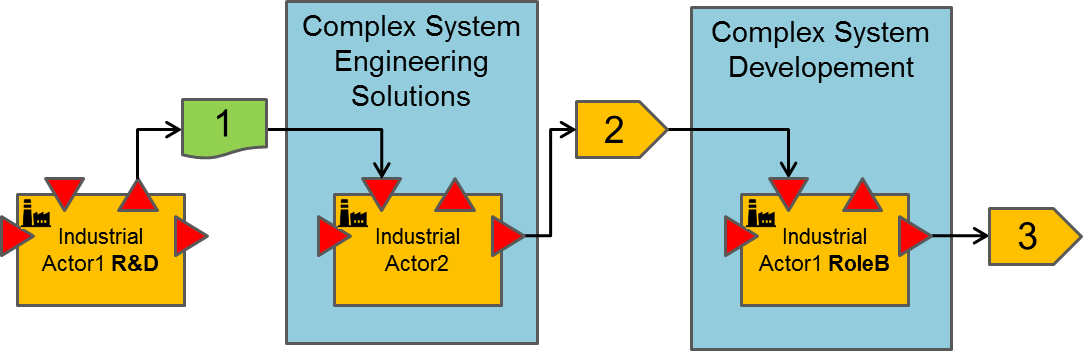 Complex System
Engineering
Solutions
Complex System
Developement
1
2
Industrial
Actor1 R&D
Industrial
Actor2
Industrial
Actor1 RoleB
3